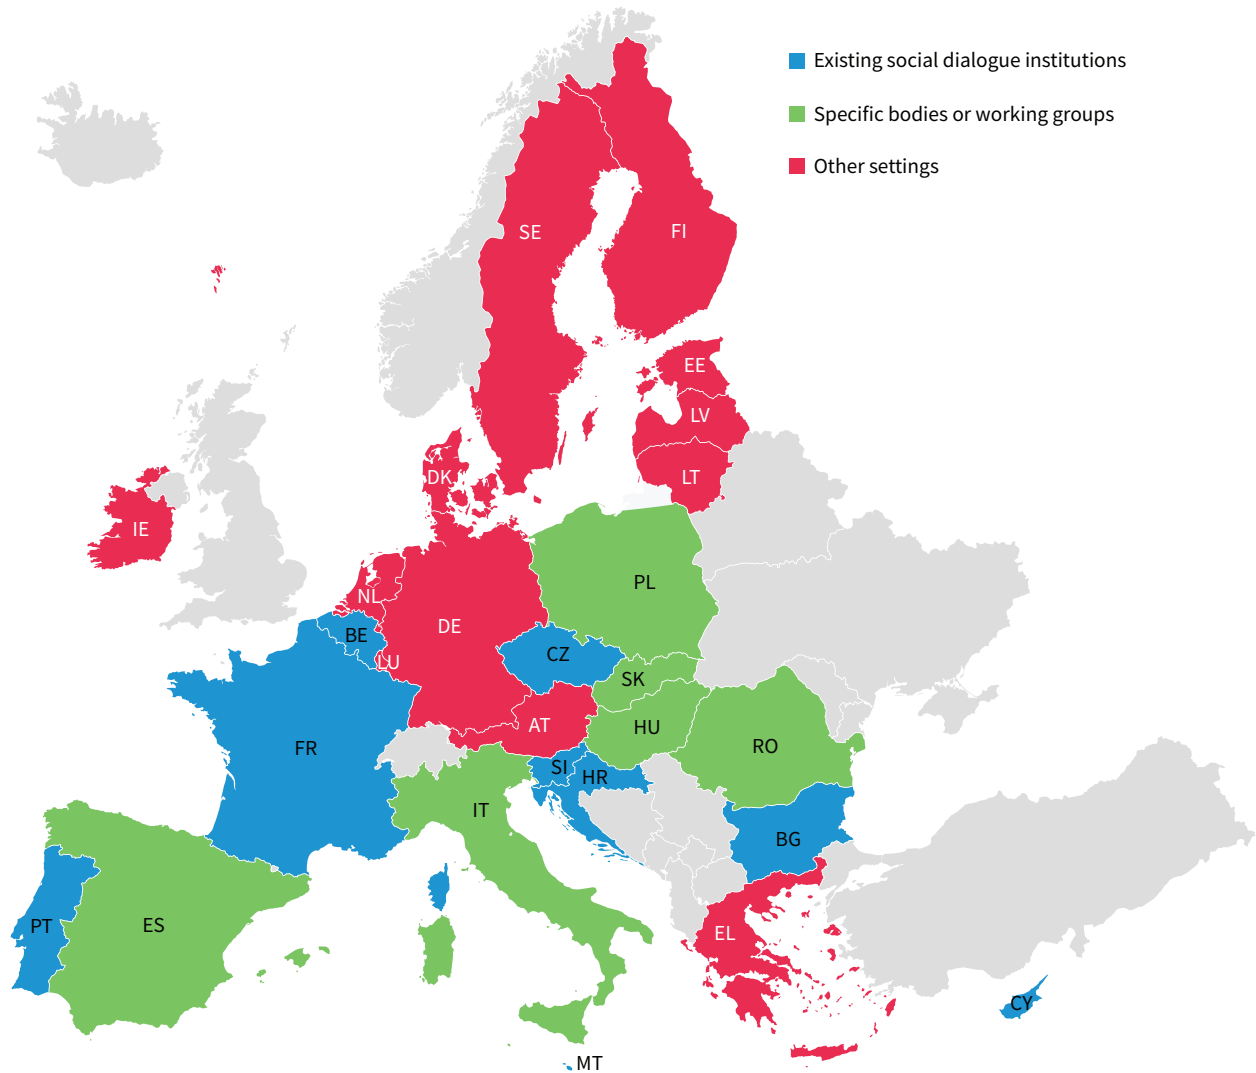 Existing social dialogue institutions
Specific bodies or working groups
Other settings
SE
FI
EE
LV
LT
DK
IE
NL
PL
BE
DE
LU
CZ
SK
AT
HU
FR
SI
HR
RO
IT
BG
PT
ES
EL
CY
MT